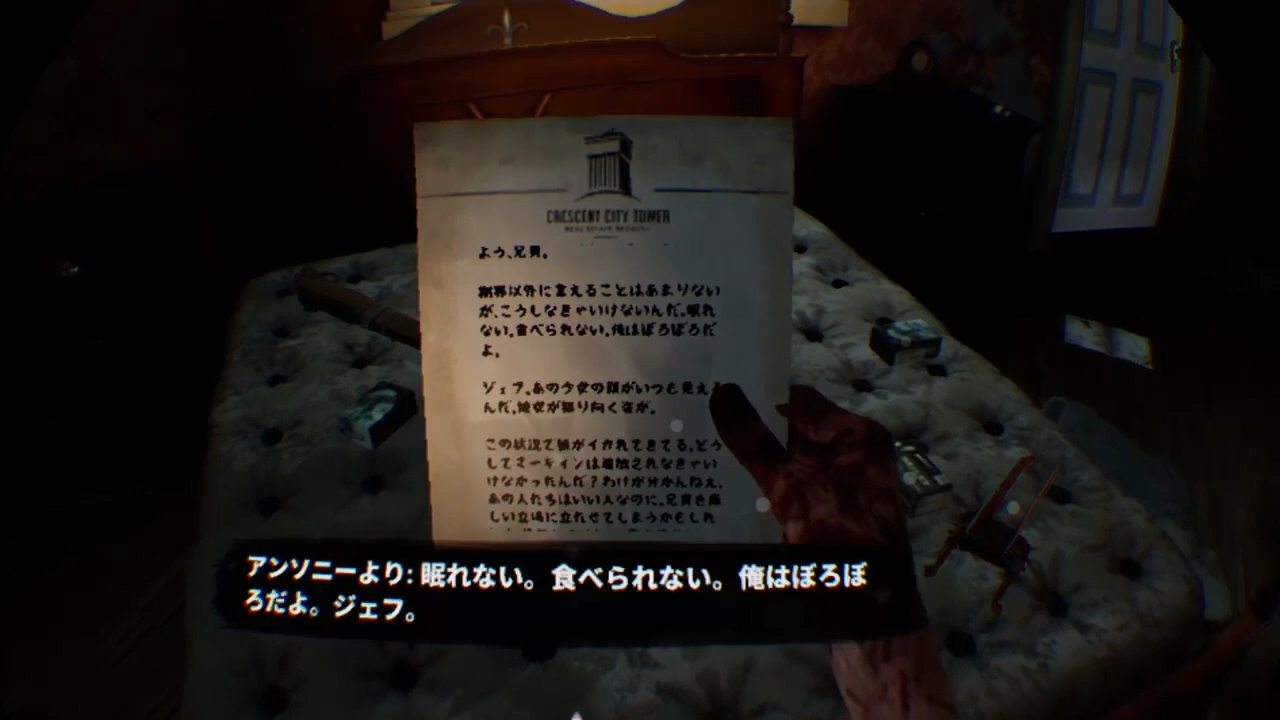 CRESCENT CITY TOWER
よう、兄貴。
謝罪以外に言えることはあまりない
が、こうしなきゃいけないんだ。眠れ
ない。食べられない。俺はぼろぼろだ
よ。
ジェフ。あの少女の顔がいつも見える
んだ。彼女が振り向く姿が。
この状況で頭がイカれてきてる。どう
してミーティンは追放されなきゃい
けなかったんだ？わけが分かんねえ。
あの人たちはいい人なのに。兄貴を厳
しい立場に立たせてしまうかもしれ
アンソニーより: 眠れない。食べられない。俺はぼろぼ
ろだよ。ジェフ。